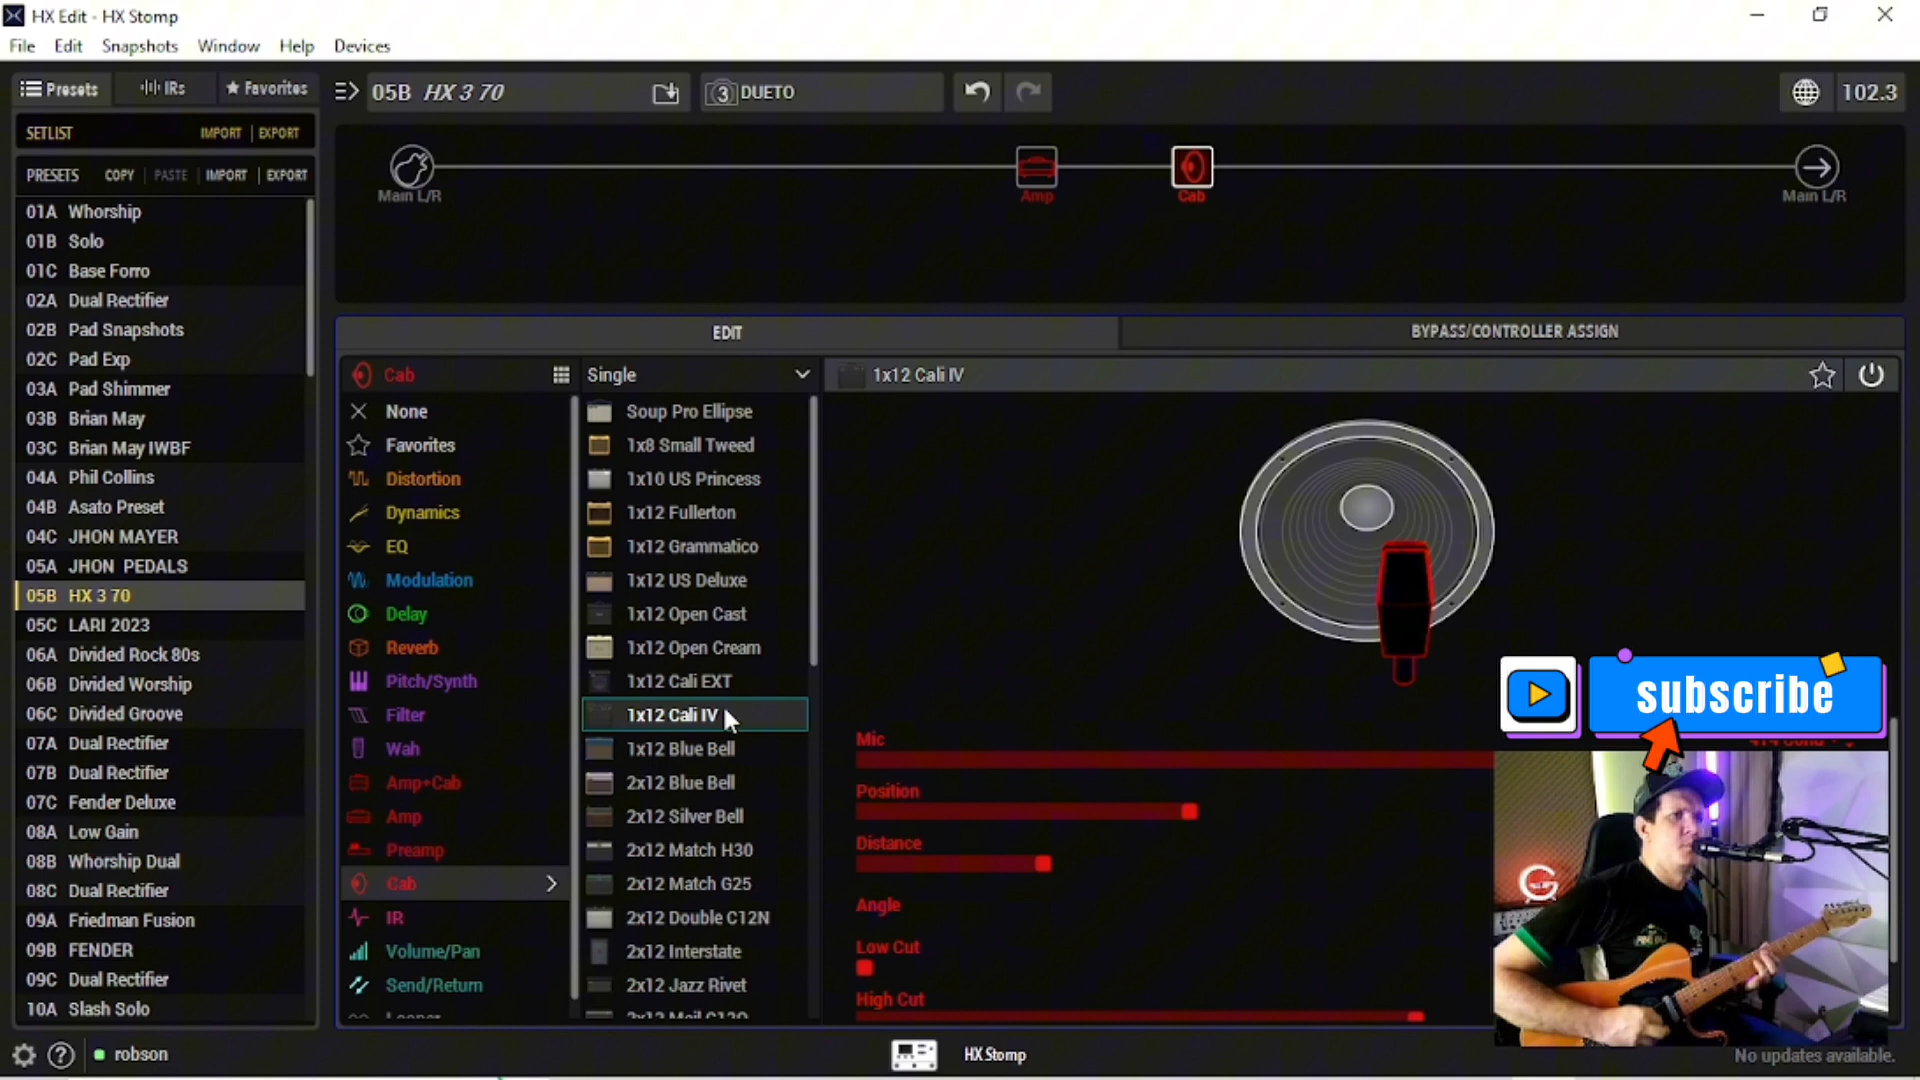 HX Edit - HX Stomp
File Edit Snapshots Window Help Devices
Presets IRs Favorites
05B HX 3 70
3 DUETO
102.3
SETLIST IMPORT | EXPORT
PRESETS COPY | PASTE | IMPORT | EXPORT
01A Whorship
01B Solo
01C Base Forro
02A Dual Rectifier
02B Pad Snapshots
02C Pad Exp
03A Pad Shimmer
03B Brian May
03C Brian May IWBF
04A Phil Collins
04B Asato Preset
04C JHON MAYER
05A JHON PEDALS
05B HX 3 70
05C LARI 2023
06A Divided Rock 80s
06B Divided Worship
06C Divided Groove
07A Dual Rectifier
07B Dual Rectifier
07C Fender Deluxe
08A Low Gain
08B Whorship Dual
08C Dual Rectifier
09A Friedman Fusion
09B FENDER
09C Dual Rectifier
10A Slash Solo
Main L/R
Amp
Cab
Main L/R
EDIT
BYPASS/CONTROLLER ASSIGN
Cab
None
Favorites
Distortion
Dynamics
EQ
Modulation
Delay
Reverb
Pitch/Synth
Filter
Wah
Amp+Cab
Amp
Preamp
Cab
IR
Volume/Pan
Send/Return
Looper
Single
Soup Pro Ellipse
1x8 Small Tweed
1x10 US Princess
1x12 Fullerton
1x12 Grammatico
1x12 US Deluxe
1x12 Open Cast
1x12 Open Cream
1x12 Cali EXT
1x12 Cali IV
1x12 Blue Bell
2x12 Blue Bell
2x12 Silver Bell
2x12 Match H30
2x12 Match G25
2x12 Double C12N
2x12 Interstate
2x12 Jazz Rivet
2x12 Mail C12Q
1x12 Cali IV
Mic
414 Cond
Position
Distance
Angle
Low Cut
High Cut
subscribe
G
robson
HX Stomp
No updates available.